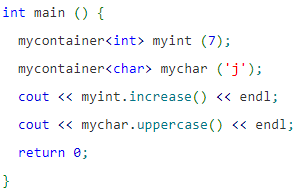 int main () {
mycontainer<int> myint (7);
mycontainer<char> mychar ('j');
cout << myint.increase() << endl;
cout << mychar.uppercase() << endl;
return 0;
}